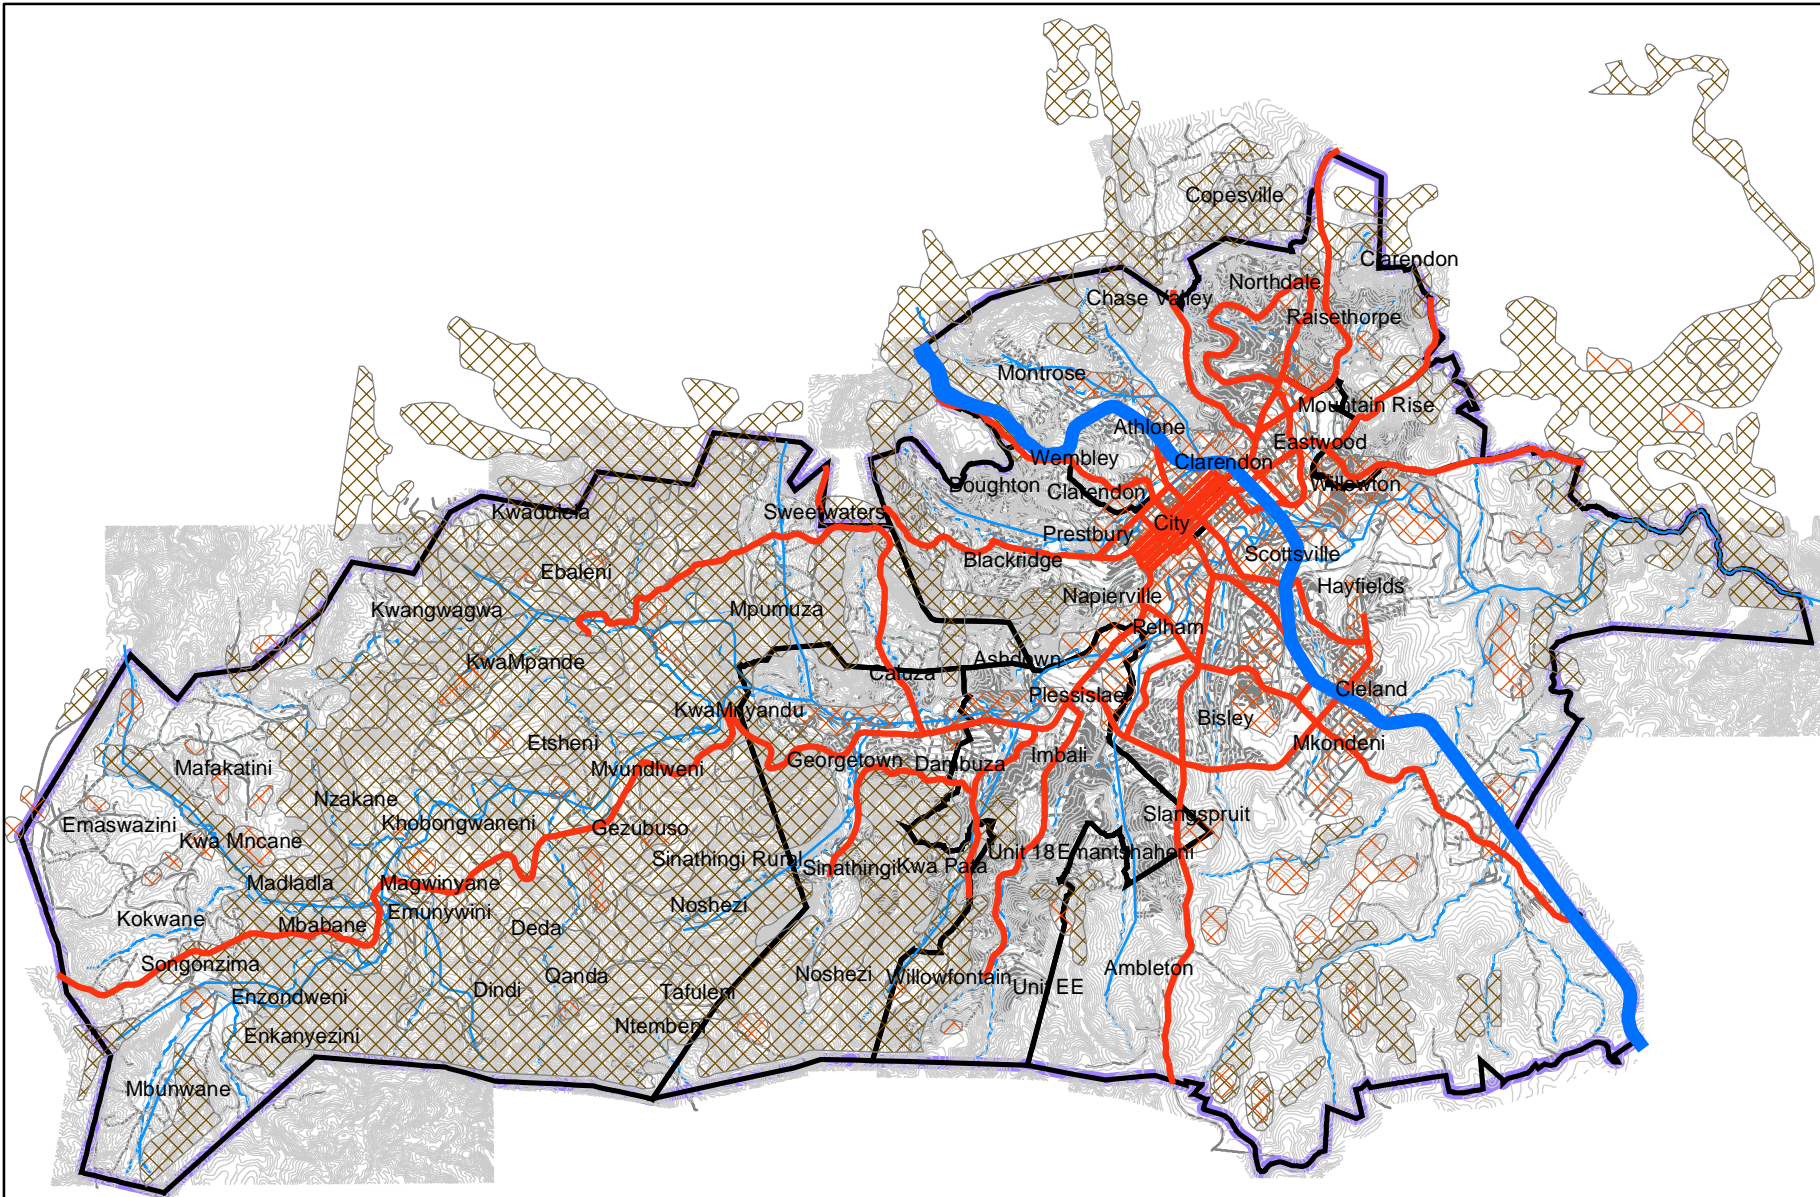 Copesville
Clarendon
Northdale
Chase Valley
Raisethorpe
Montrose
Mountain Rise
Athlone
Eastwood
Wembley
Clarendon
Boughton
Clarendon
Willowton
Kwadulela
Sweetwaters
City
Prestbury
Scottsville
Blackridge
Ebaleni
Hayfields
Kwangwagwa
Mpumuza
Napierville
Pelham
KwaMpande
Ashdown
Caluza
Plessislaer
Cleland
KwaMnyandu
Bisley
Etsheni
Mkondeni
Imbali
Georgetown
Dambuza
Mafakatini
Mvundlweni
Nzakane
Slangspruit
Emaswazini
Khobongwaneni
Gezubuso
Kwa Mncane
Unit 18
Emantshaheni
Sinathingi Rural
Sinathingi
Kwa Pata
Madladla
Magwinyane
Noshezi
Emunywini
Kokwane
Mbabane
Deda
Songonzima
Ambleton
Noshezi
Willowfontain
Qanda
Unit EE
Dindi
Tafuleni
Enzondweni
Ntembeni
Enkanyezini
Mbunwane